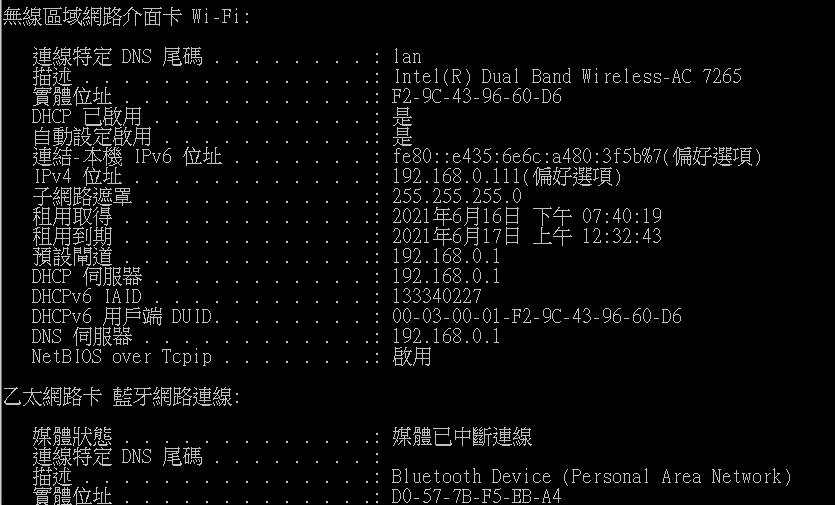 無線區域網路介面卡 Wi-Fi:
連線特定 DNS 尾碼 . . . . . . . . : lan
描述 . . . . . . . . . . . . . . .: Intel(R) Dual Band Wireless-AC 7265
實體位址 . . . . . . . . . . . . .: F2-9C-43-96-60-D6
DHCP 已啟用 . . . . . . . . . . . : 是
自動設定啟用 . . . . . . . . . . .: 是
連結-本機 IPv6 位址 . . . . . . . : fe80::e435:6e6c:a480:3f5b%7(偏好選項)
IPv4 位址 . . . . . . . . . . . . : 192.168.0.111(偏好選項)
子網路遮罩 . . . . . . . . . . . .: 255.255.255.0
租用取得 . . . . . . . . . . . . .: 2021年6月16日 下午 07:40:19
租用到期 . . . . . . . . . . . . .: 2021年6月17日 上午 12:32:43
預設閘道 . . . . . . . . . . . . .: 192.168.0.1
DHCP 伺服器 . . . . . . . . . . . : 192.168.0.1
DHCPv6 IAID . . . . . . . . . . . : 133340227
DHCPv6 用戶端 DUID. . . . . . . . : 00-03-00-01-F2-9C-43-96-60-D6
DNS 伺服器 . . . . . . . . . . . .: 192.168.0.1
NetBIOS over Tcpip . . . . . . . .: 啟用
乙太網路卡 藍牙網路連線:
媒體狀態 . . . . . . . . . . . . .: 媒體已中斷連線
連線特定 DNS 尾碼 . . . . . . . . :
描述 . . . . . . . . . . . . . . .: Bluetooth Device (Personal Area Network)
實體位址 . . . . . . . . . . . . .: D0-57-7B-F5-EB-A4